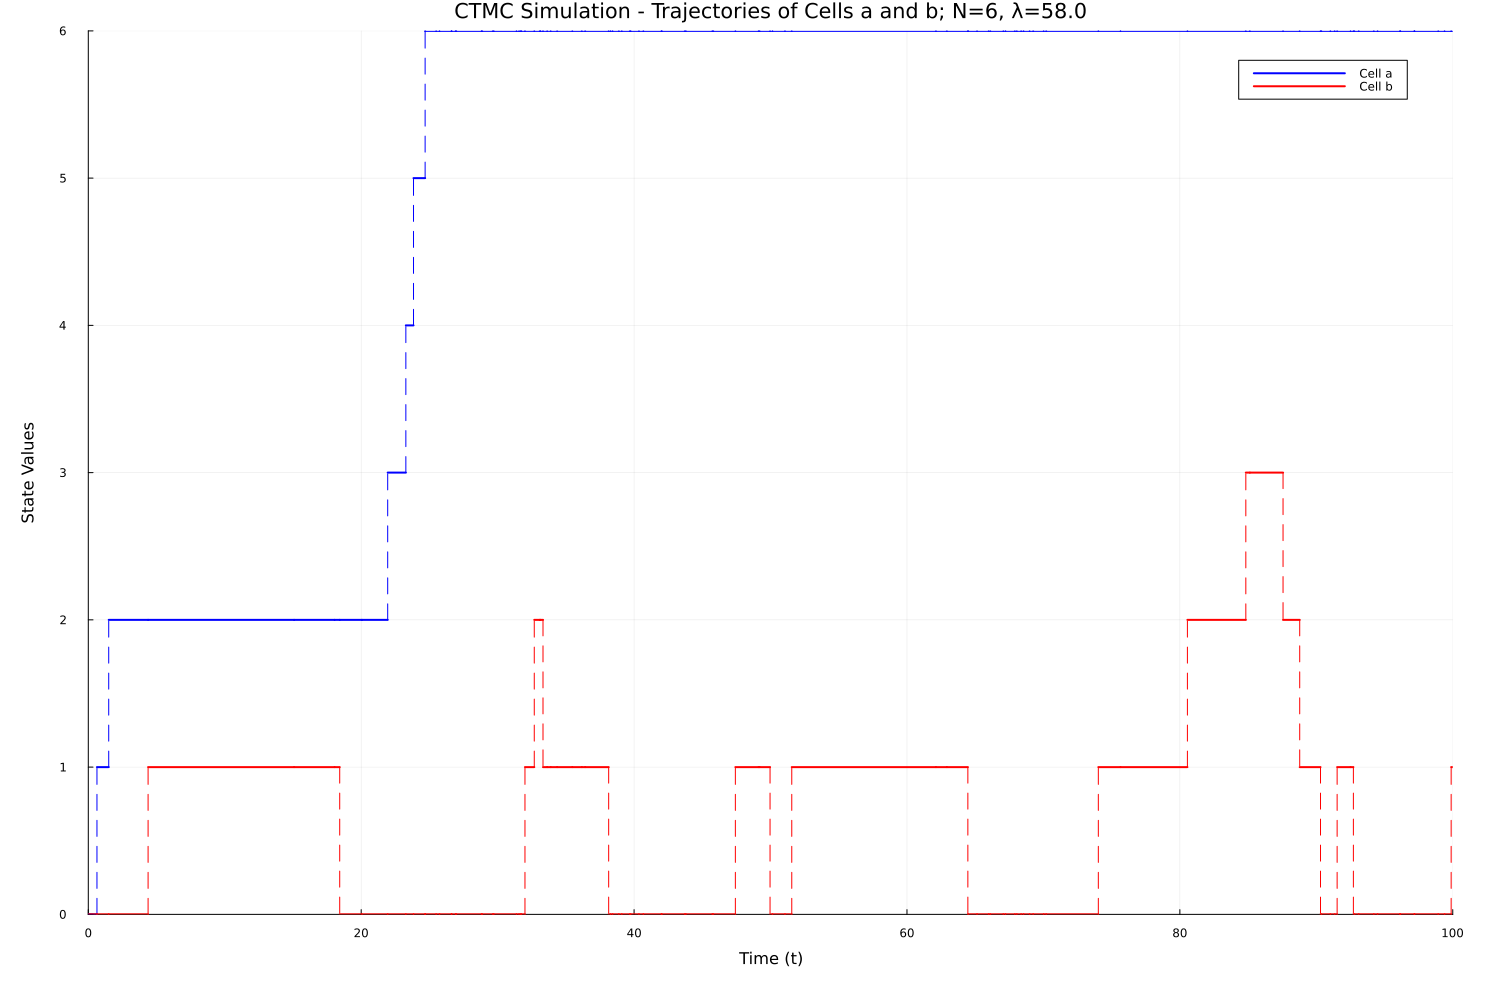 CTMC Simulation - Trajectories of Cells a and b; N=6, λ=58.0
6
Cell a
Cell b
5
4
3
2
1
0
State Values
0 20 40 60 80 100
Time (t)